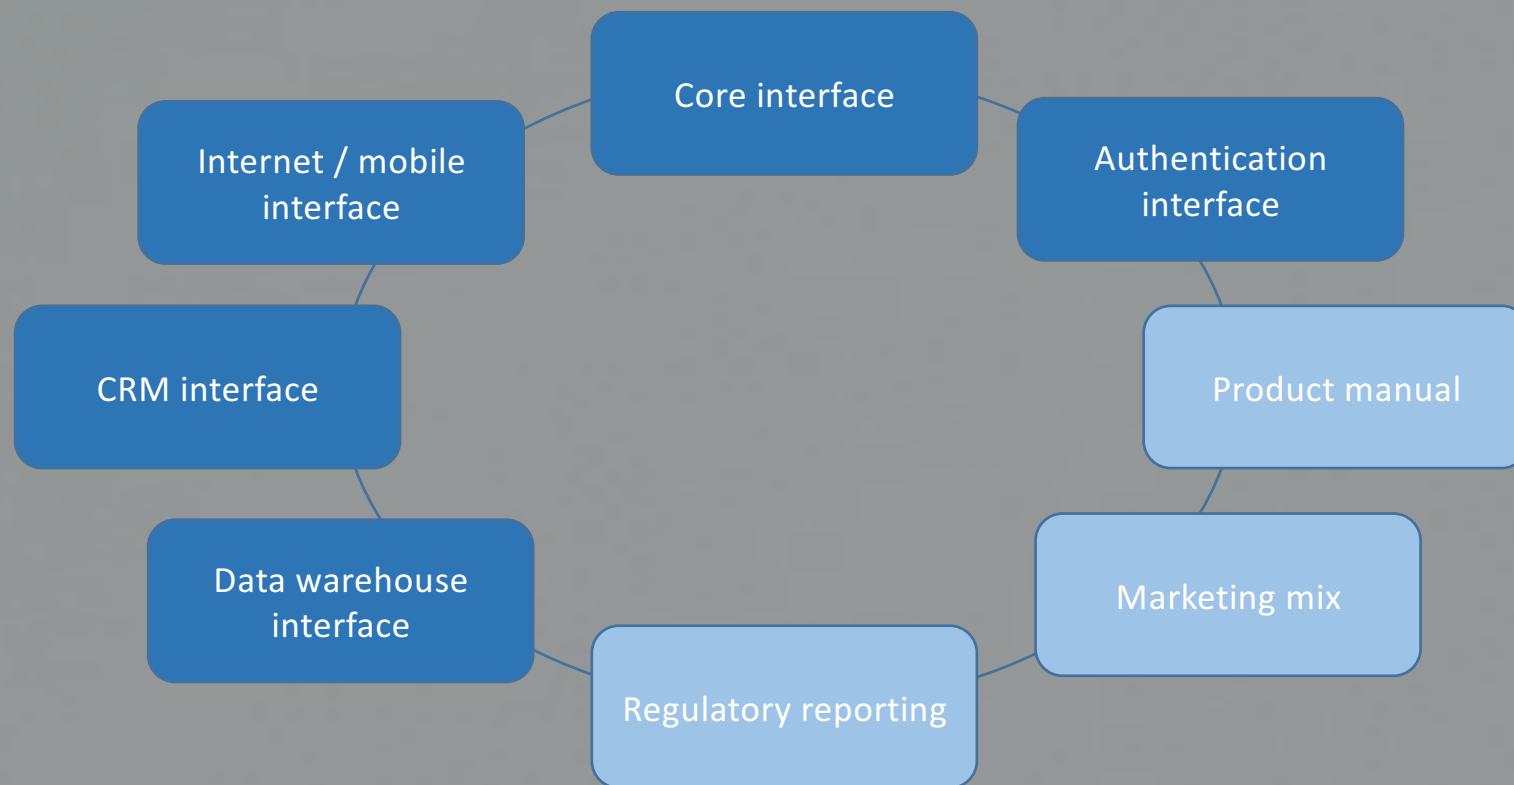 Core interface
Internet / mobile
interface
Authentication
interface
CRM interface
Product manual
Data warehouse
interface
Marketing mix
Regulatory reporting